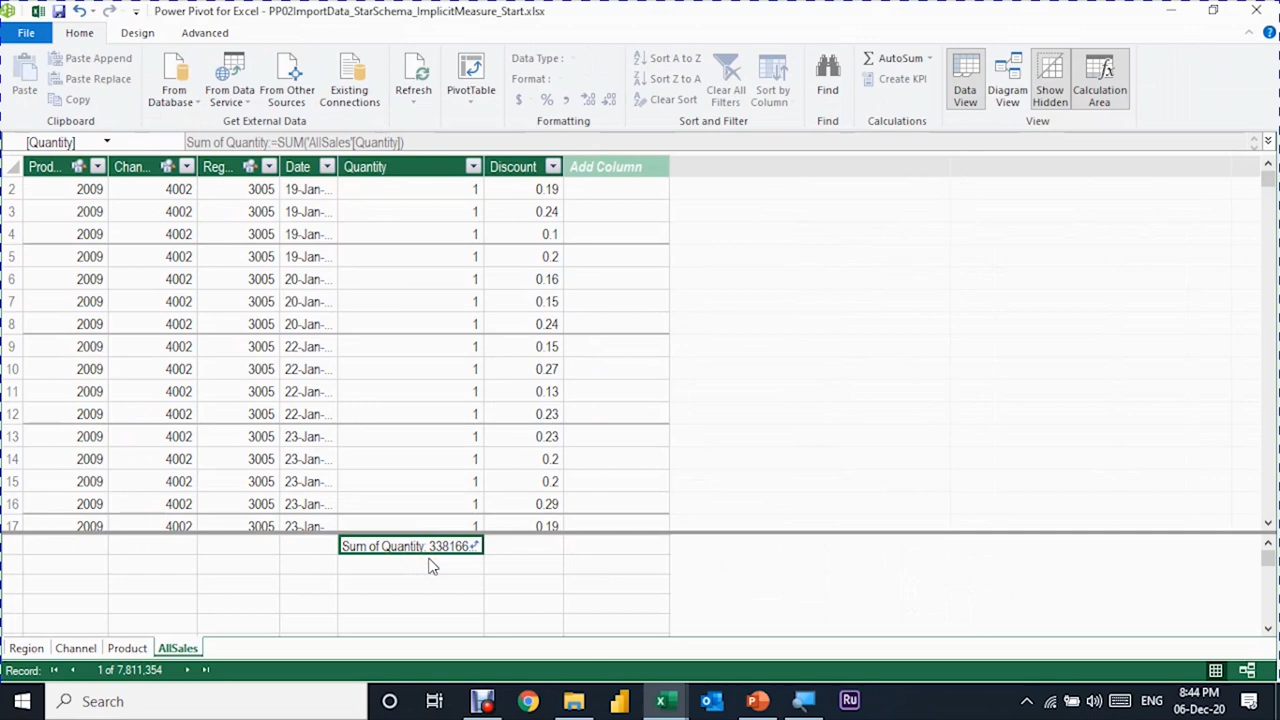 Power Pivot for Excel - PP02ImportData_StarSchema_ImplicitMeasure_Start.xlsx
File Home Design Advanced
Paste
Paste Append
Paste Replace
Copy
Clipboard
From Database
From Data Service
From Other Sources
Existing Connections
Get External Data
Refresh
PivotTable
Data Type :
Format :
$ % ,
Formatting
Sort A to Z
Sort Z to A
Clear Sort
Clear All Filters
Sort by Column
Sort and Filter
Find
Find
AutoSum
Create KPI
Calculations
Data View
Diagram View
Show Hidden
Calculation Area
View
[Quantity] Sum of Quantity:=SUM('AllSales'[Quantity])
Prod... Chan... Reg... Date Quantity Discount Add Column
2 2009 4002 3005 19-Jan-... 1 0.19
3 2009 4002 3005 19-Jan-... 1 0.24
4 2009 4002 3005 19-Jan-... 1 0.1
5 2009 4002 3005 19-Jan-... 1 0.2
6 2009 4002 3005 20-Jan-... 1 0.16
7 2009 4002 3005 20-Jan-... 1 0.15
8 2009 4002 3005 20-Jan-... 1 0.24
9 2009 4002 3005 22-Jan-... 1 0.15
10 2009 4002 3005 22-Jan-... 1 0.27
11 2009 4002 3005 22-Jan-... 1 0.13
12 2009 4002 3005 22-Jan-... 1 0.23
13 2009 4002 3005 23-Jan-... 1 0.23
14 2009 4002 3005 23-Jan-... 1 0.2
15 2009 4002 3005 23-Jan-... 1 0.2
16 2009 4002 3005 23-Jan-... 1 0.29
17 2009 4002 3005 23-Jan 1 0.19
Sum of Quantity: 338166
Region Channel Product AllSales
Record: 1 of 7,811,354
Search
Ru
ENG
8:44 PM
06-Dec-20